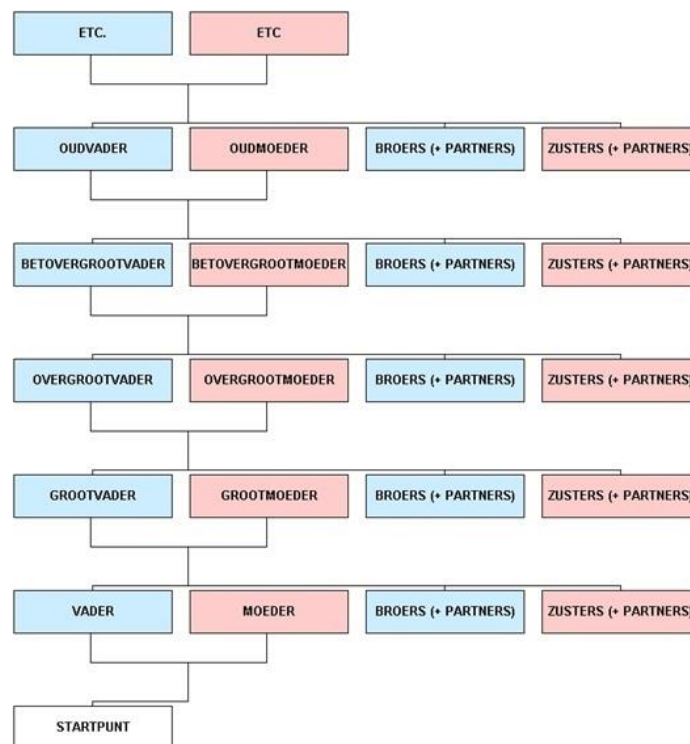 ETC. ETC
OUDVADER OUDMOEDER BROERS (+ PARTNERS) ZUSTERS (+ PARTNERS)
BETOVERGROOTVADER BETOVERGROOTMOEDER BROERS (+ PARTNERS) ZUSTERS (+ PARTNERS)
OVERGROOTVADER OVERGROOTMOEDER BROERS (+ PARTNERS) ZUSTERS (+ PARTNERS)
GROOTVADER GROOTMOEDER BROERS (+ PARTNERS) ZUSTERS (+ PARTNERS)
VADER MOEDER BROERS (+ PARTNERS) ZUSTERS (+ PARTNERS)
STARTPUNT